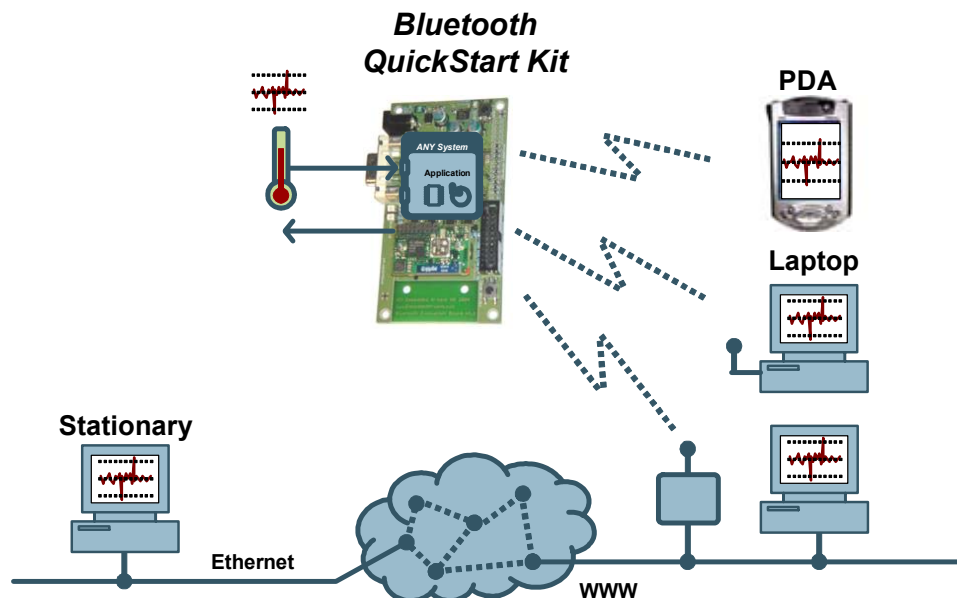 Bluetooth
QuickStart Kit
PDA
ANY System
Application
Laptop
Stationary
Ethernet
WWW